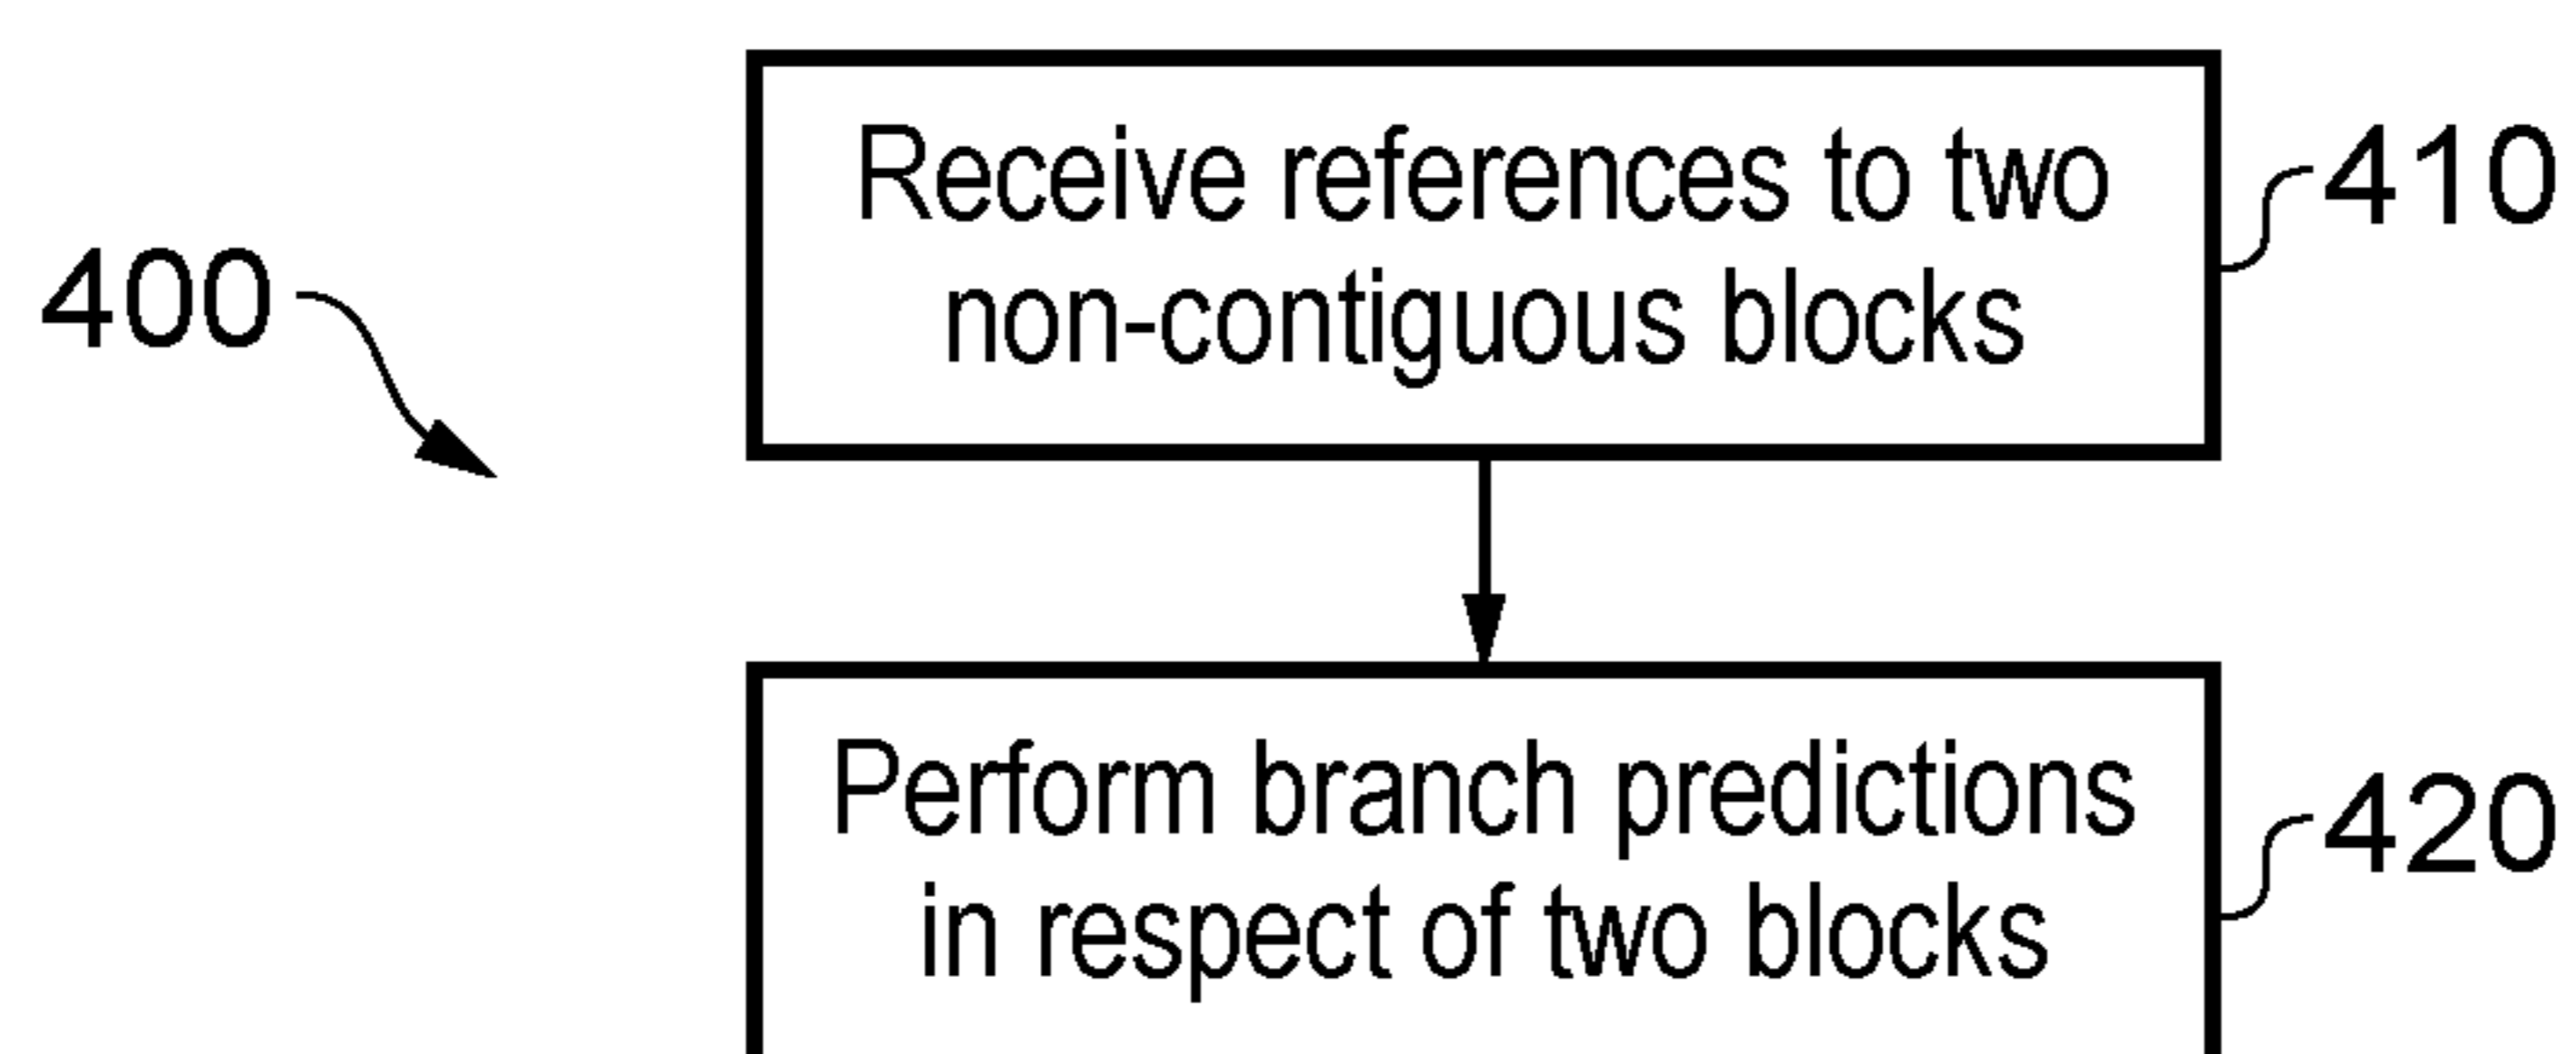 Receive references to two
non-contiguous blocks
410
400
Perform branch predictions
in respect of two blocks
420